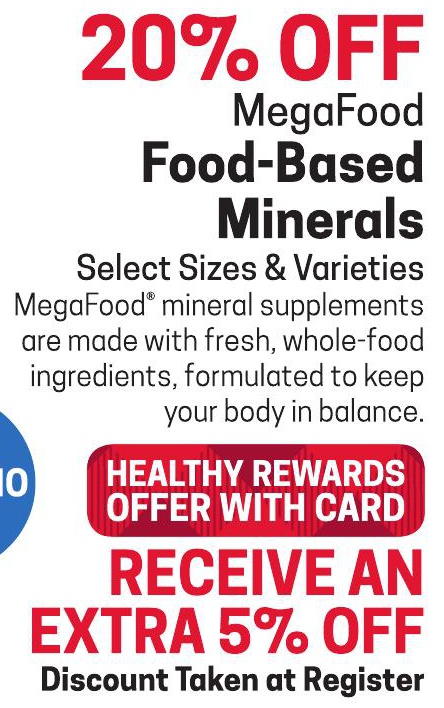 20% OFF
MegaFood
Food-Based
Minerals
Select Sizes & Varieties
MegaFood® mineral supplements
are made with fresh, whole-food
ingredients, formulated to keep
your body in balance.
HEALTHY REWARDS
OFFER WITH CARD
RECEIVE AN
EXTRA 5% OFF
Discount Taken at Register